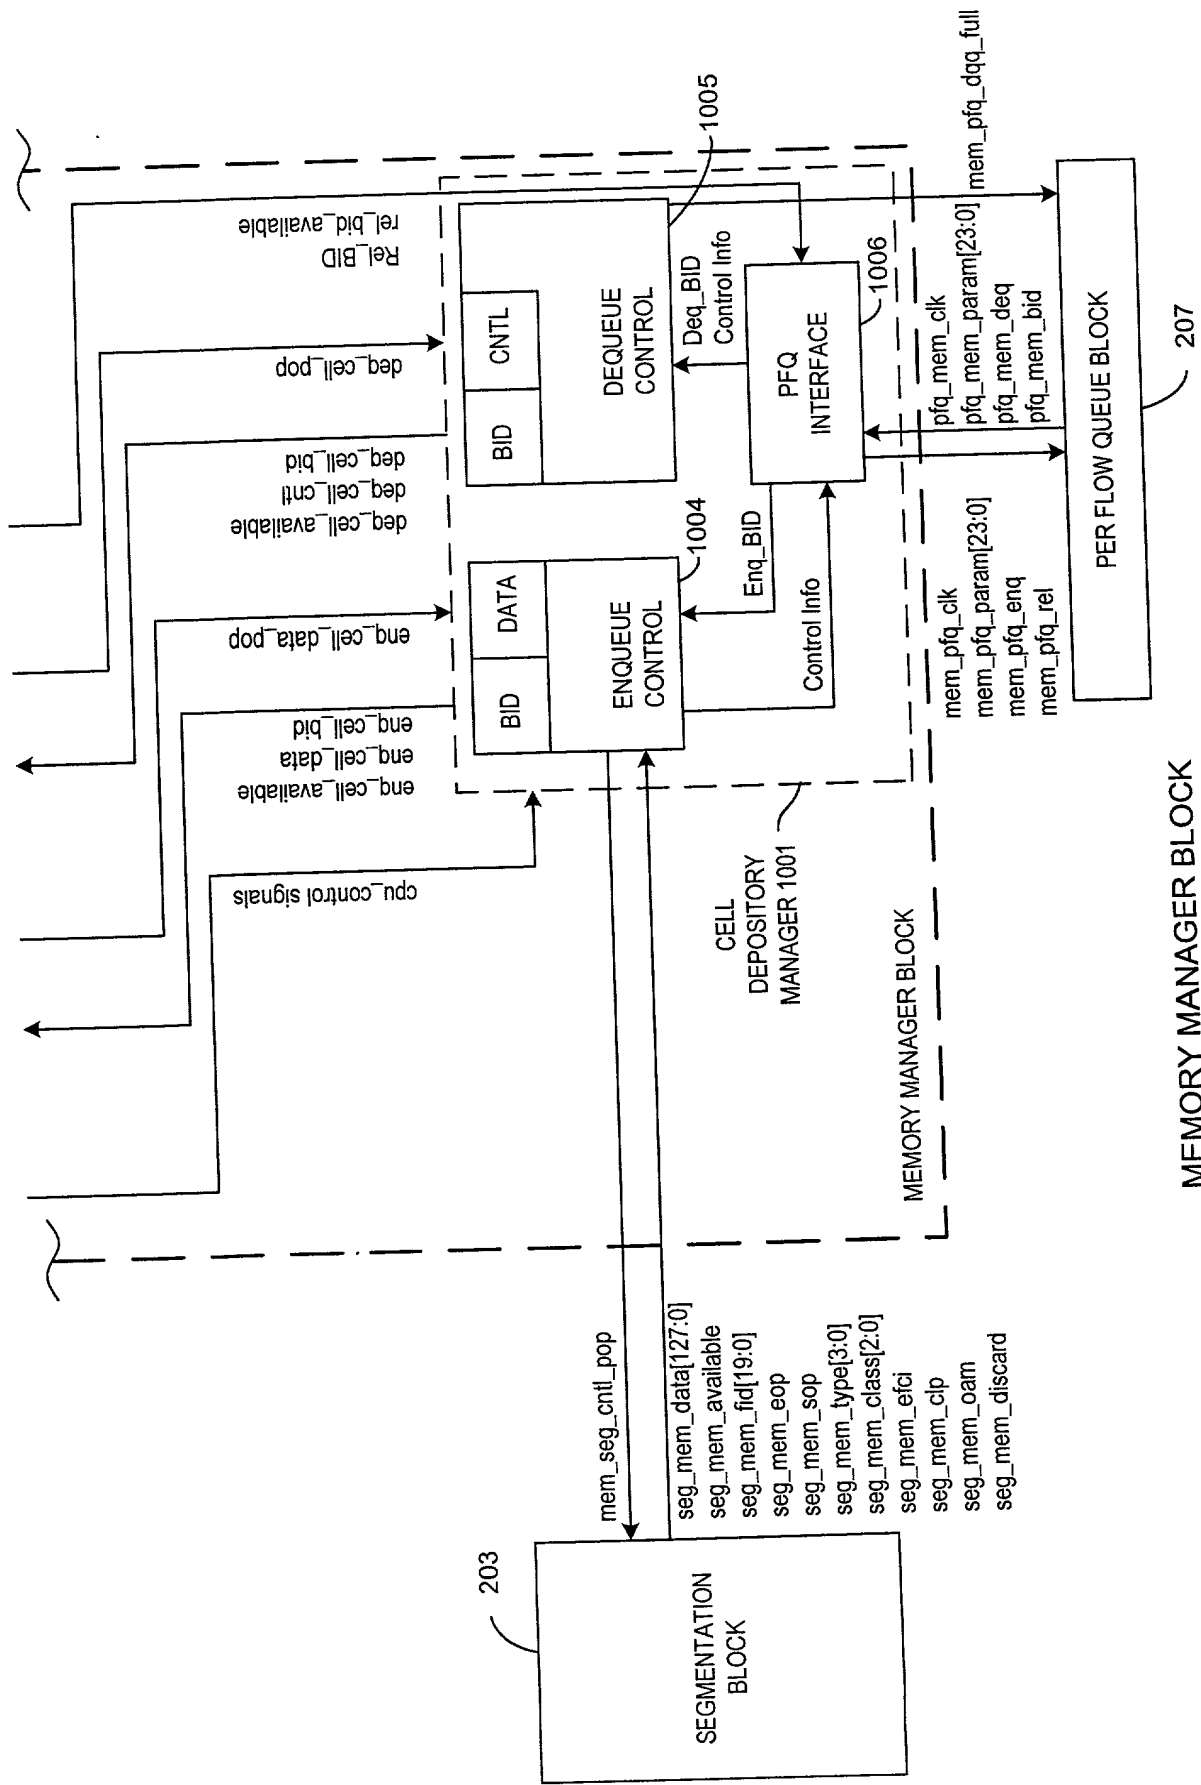 rel_bid_available
Rel_BID
deq_cell_pop
deq_cell_bid
deq_cell_cntl
deq_cell_available
enq_cell_data_pop
enq_cell_bid
enq_cell_data
enq_cell_available
cpu_control signals
BID
CNTL
DEQUEUE
CONTROL
1005
BID
DATA
ENQUEUE
CONTROL
1004
Deq_BID
Control Info
PFQ
INTERFACE
1006
Enq_BID
Control Info
CELL
DEPOSITORY
MANAGER 1001
MEMORY MANAGER BLOCK
mem_pfq_dqq_full
pfq_mem_clk
pfq_mem_param[23:0]
pfq_mem_deq
pfq_mem_bid
mem_pfq_clk
mem_pfq_param[23:0]
mem_pfq_enq
mem_pfq_rel
PER FLOW QUEUE BLOCK
207
mem_seg_cntl_pop
seg_mem_data[127:0]
seg_mem_available
seg_mem_fid[19:0]
seg_mem_eop
seg_mem_sop
seg_mem_type[3:0]
seg_mem_class[2:0]
seg_mem_efci
seg_mem_clp
seg_mem_oam
seg_mem_discard
203
SEGMENTATION
BLOCK
MEMORY MANAGER BLOCK